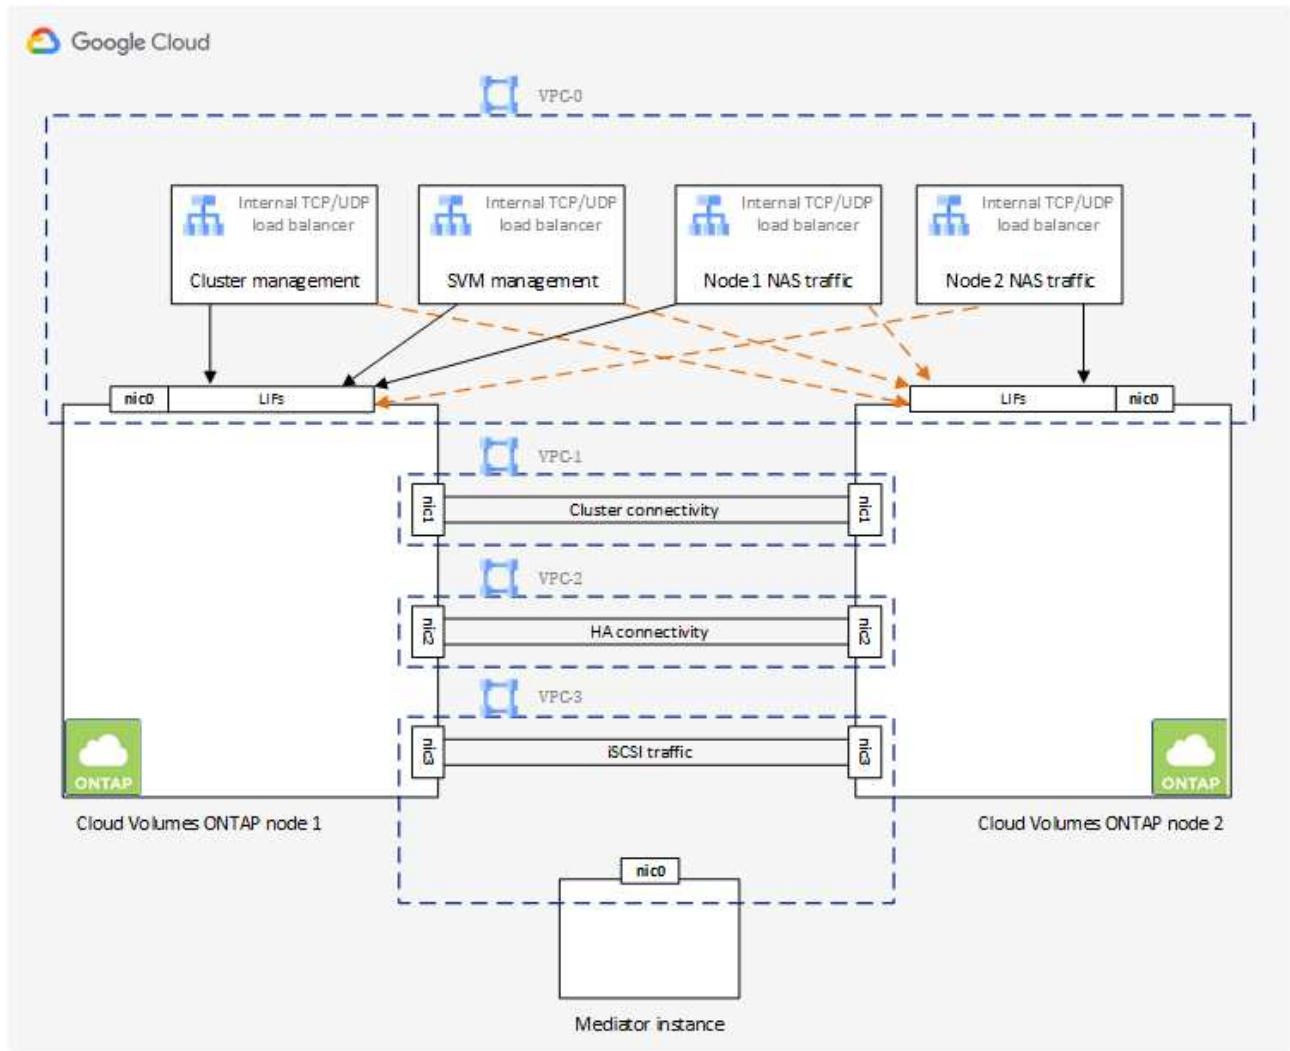 Google Cloud
VPC-0
Internal TCP/UDP
load balancer
Cluster management
Internal TCP/UDP
load balancer
SVM management
Internal TCP/UDP
load balancer
Node 1 NAS traffic
Internal TCP/UDP
load balancer
Node 2 NAS traffic
nic0
LIFs
LIFs
nic0
VPC-1
nic1
Cluster connectivity
nic1
VPC-2
nic2
HA connectivity
nic2
VPC-3
nic3
iSCSI traffic
nic3
ONTAP
ONTAP
Cloud Volumes ONTAP node 1
Cloud Volumes ONTAP node 2
nic0
Mediator instance